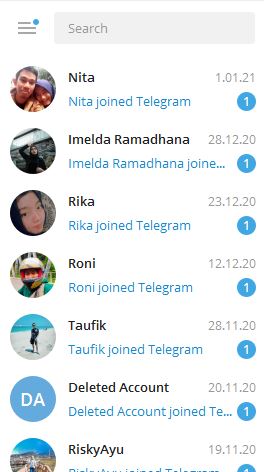 Search
Nita 1.01.21
Nita joined Telegram 1
Imelda Ramadhana 28.12.20
Imelda Ramadhana joine... 1
Rika 23.12.20
Rika joined Telegram 1
Roni 12.12.20
Roni joined Telegram 1
Taufik 28.11.20
Taufik joined Telegram 1
DA
Deleted Account 20.11.20
Deleted Account joined Te... 1
RiskyAyu 19.11.20
RiskyAyu joined Telegram